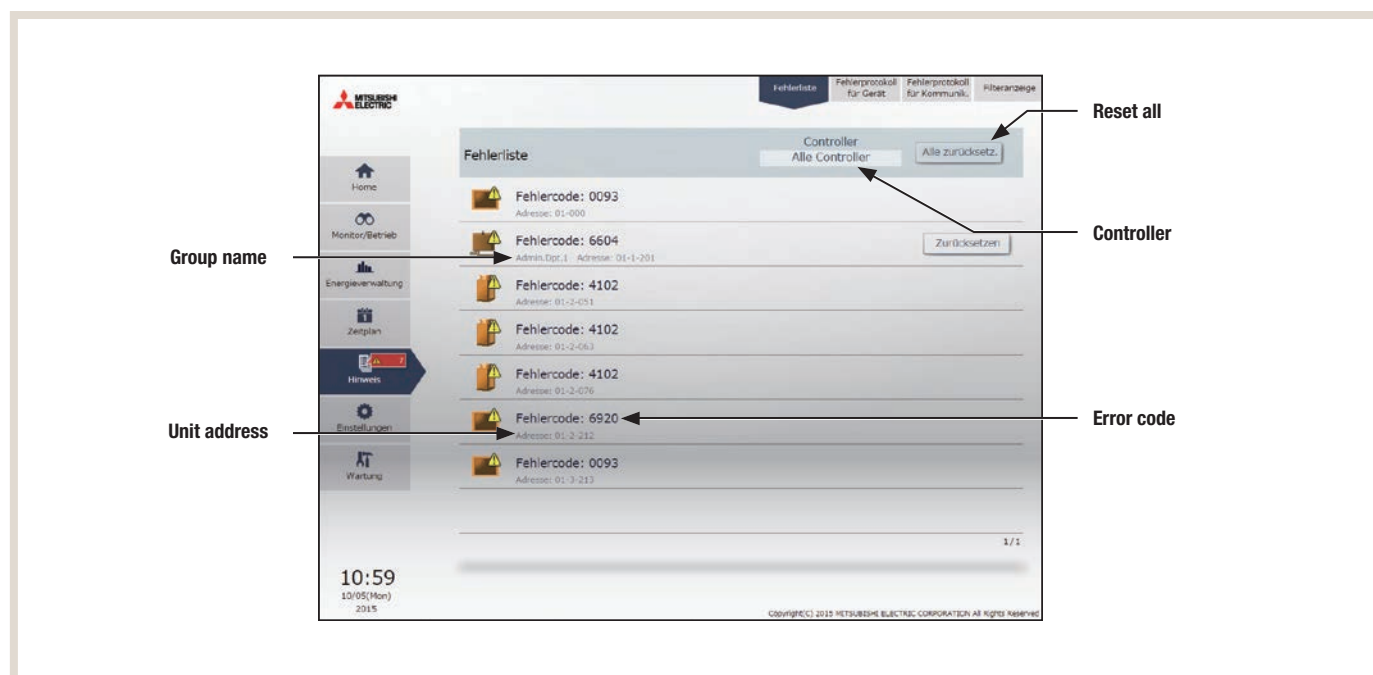 MITSUBISHI
ELECTRIC
Fehlerliste
Fehlerprotokoll
für Gerät
Fehlerprotokoll
für Kommunik.
Filteranzeige
Reset all
Fehlerliste
Controller
Alle Controller
Alle zurücksetz.
Home
Fehlercode: 0093
Adresse: 01-000
Monitor/Betrieb
Group name
Fehlercode: 6604
Admin.Dpt.1 Adresse: 01-1-201
Zurücksetzen
Controller
Energieverwaltung
Fehlercode: 4102
Adresse: 01-2-051
Zeitplan
Fehlercode: 4102
Adresse: 01-2-063
7
Hinweis
Fehlercode: 4102
Adresse: 01-2-076
Unit address
Einstellungen
Fehlercode: 6920
Adresse: 01-2-212
Error code
Wartung
Fehlercode: 0093
Adresse: 01-3-213
1/1
10:59
10/05(Mon)
2015
Copyright(C) 2015 MITSUBISHI ELECTRIC CORPORATION All Rights Reserved